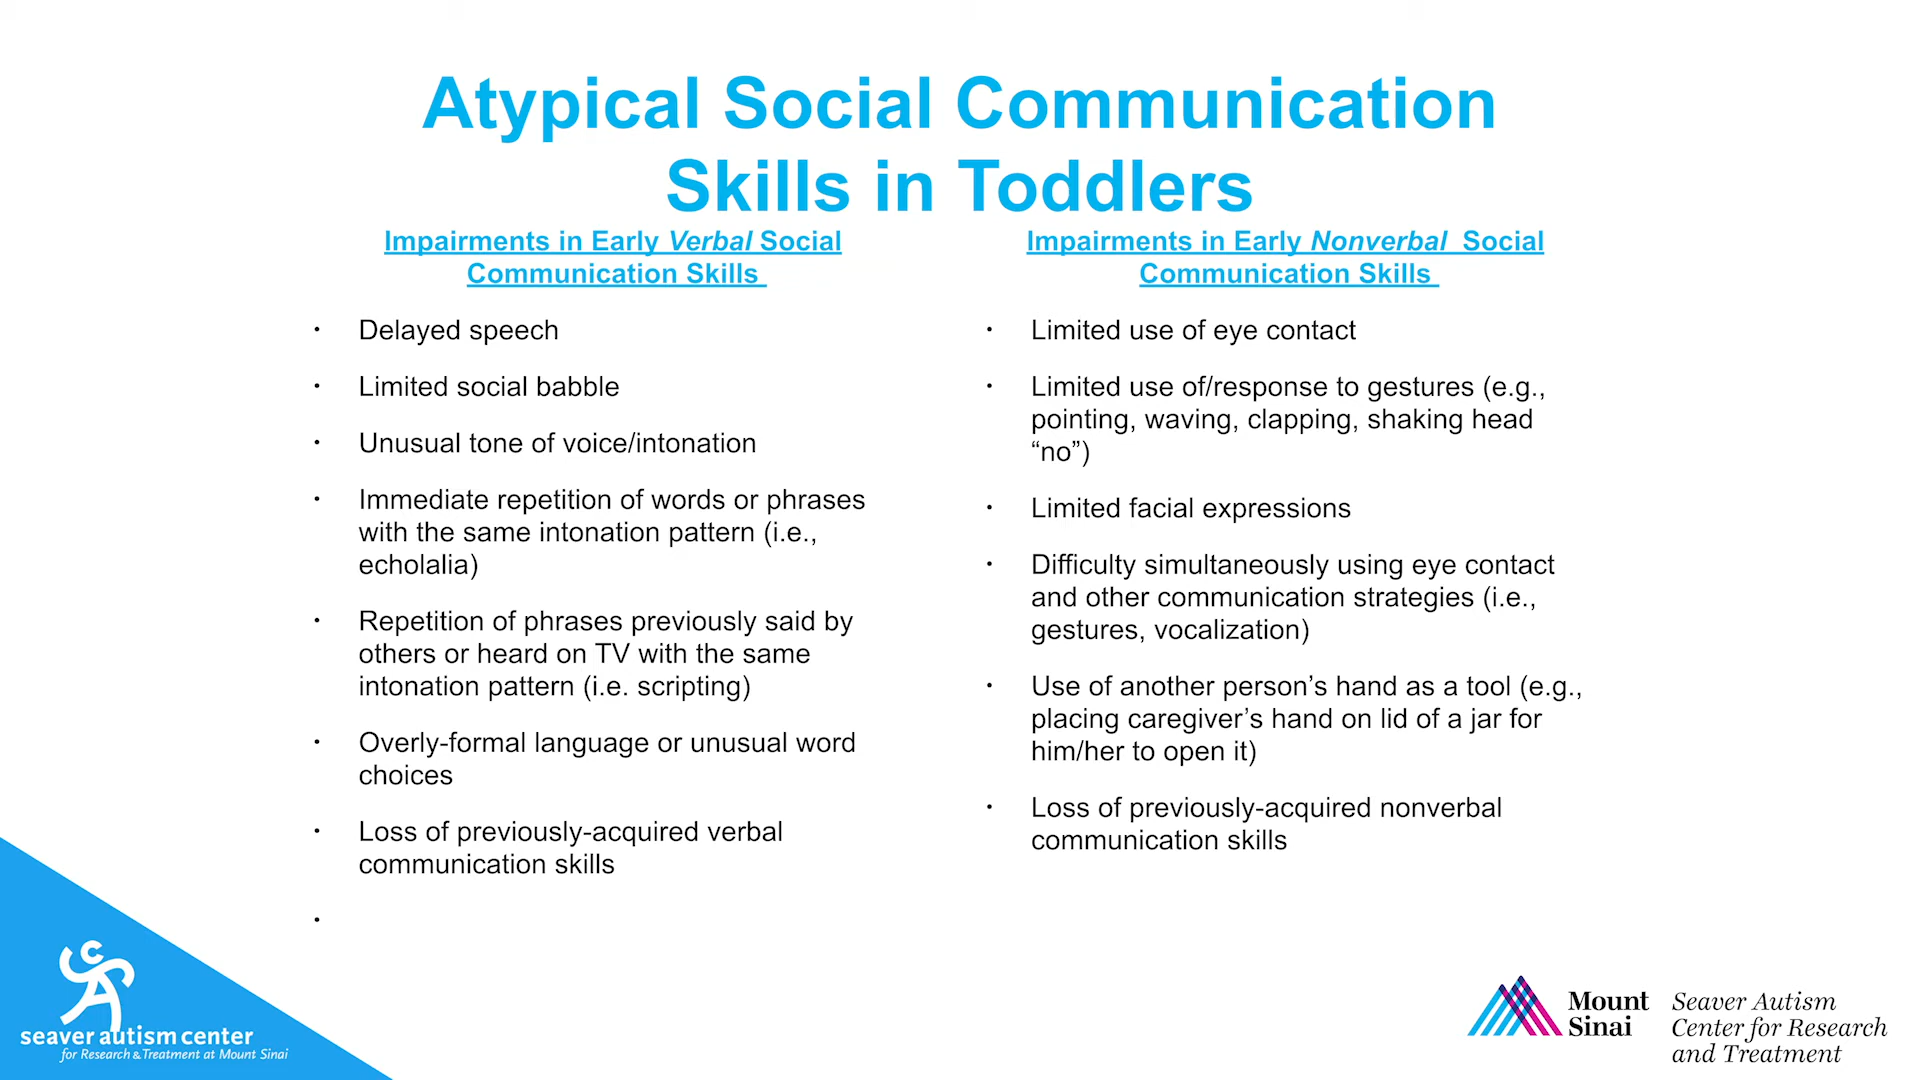 Atypical Social Communication
Skills in Toddlers
Impairments in Early Verbal Social
Communication Skills
• Delayed speech
• Limited social babble
• Unusual tone of voice/intonation
• Immediate repetition of words or phrases
with the same intonation pattern (i.e.,
echolalia)
• Repetition of phrases previously said by
others or heard on TV with the same
intonation pattern (i.e. scripting)
• Overly-formal language or unusual word
choices
• Loss of previously-acquired verbal
communication skills
•
Impairments in Early Nonverbal  Social
Communication Skills
• Limited use of eye contact
• Limited use of/response to gestures (e.g.,
pointing, waving, clapping, shaking head
“no”)
• Limited facial expressions
• Difficulty simultaneously using eye contact
and other communication strategies (i.e.,
gestures, vocalization)
• Use of another person’s hand as a tool (e.g.,
placing caregiver’s hand on lid of a jar for
him/her to open it)
• Loss of previously-acquired nonverbal
communication skills
seaver autism center
for Research & Treatment at Mount Sinai
Mount
Sinai
Seaver Autism
Center for Research
and Treatment